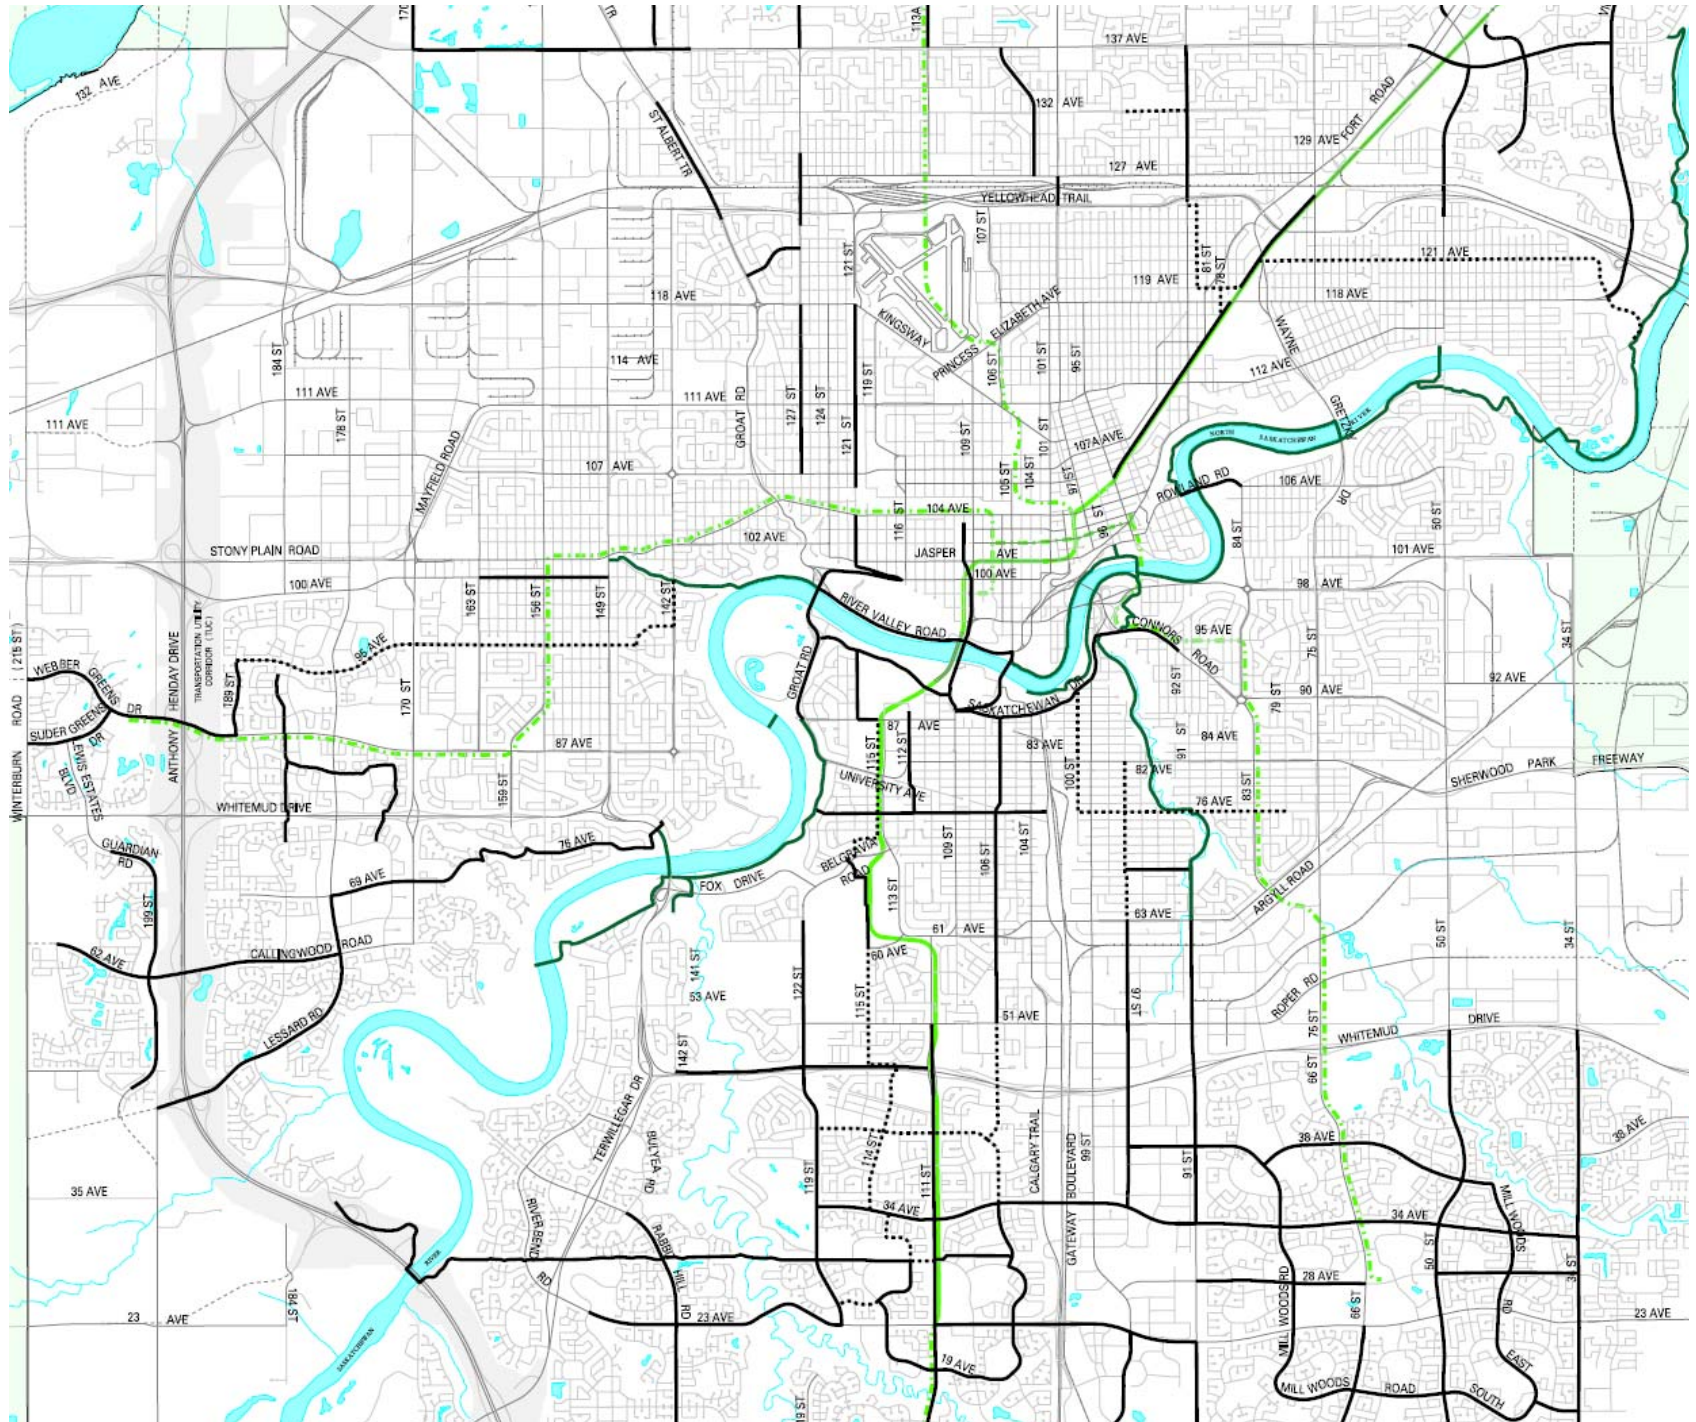 170
TR
113A
137 AVE
132 AVE
132 AVE
ST ALBERT TR
FORT ROAD
129 AVE
127 AVE
YELLOWHEAD TRAIL
107 ST
121 ST
81 ST
78 ST
121 AVE
119 AVE
118 AVE
118 AVE
KINGSWAY
PRINCESS ELIZABETH AVE
WAYNE
GRETZKY
DR
184 ST
114 AVE
119 ST
106 ST
101 ST
95 ST
112 AVE
111 AVE
111 AVE
111 AVE
178 ST
MAYFIELD ROAD
GROAT RD
127 ST
124 ST
121 ST
109 ST
101 ST
107A AVE
NORTH
SASKATCHEWAN
RIVER
107 AVE
105 ST
104 ST
97 ST
ROWLAND RD
106 AVE
50 ST
116 ST
104 AVE
96 ST
84 ST
STONY PLAIN ROAD
102 AVE
JASPER
AVE
101 AVE
100 AVE
100 AVE
98 AVE
163 ST
156 ST
149 ST
142 ST
RIVER VALLEY ROAD
CONNORS
ROAD
95 AVE
75 ST
34 ST
WINTERBURN ROAD (215 ST)
WEBBER
GREENS
DR
SUDER GREENS
DR
LEWIS ESTATES
BLVD
ANTHONY HENDAY DRIVE
TRANSPORTATION UTILITY
CORRIDOR (TUC)
189 ST
95 AVE
170 ST
GROAT RD
SASKATCHEWAN DR
92 ST
79 ST
90 AVE
92 AVE
87 AVE
87 AVE
115 ST
112 ST
83 AVE
91 ST
84 AVE
159 ST
UNIVERSITY AVE
100 ST
82 AVE
83 ST
SHERWOOD PARK FREEWAY
WHITEMUD DRIVE
76 AVE
GUARDIAN
RD
76 AVE
BELGRAVIA
ROAD
109 ST
106 ST
104 ST
69 AVE
FOX DRIVE
113 ST
ARGYLL ROAD
199 ST
63 AVE
61 AVE
60 AVE
50 ST
34 ST
62 AVE
CALLINGWOOD ROAD
141 ST
53 AVE
122 ST
115 ST
97 ST
ROPER RD
LESSARD RD
51 AVE
75 ST
WHITEMUD DRIVE
142 ST
66 ST
TERWILLEGAR DR
BULYEA RD
119 ST
114 ST
111 ST
CALGARY TRAIL
GATEWAY BOULEVARD
99 ST
91 ST
38 AVE
38 AVE
35 AVE
34 AVE
34 AVE
MILL WOODS
RD
EAST
RIVERBEND
RD
RABBIT
HILL
RD
RIVER
50 ST
184 ST
28 AVE
MILL WOODS RD
66 ST
23 AVE
23 AVE
23 AVE
SASKATCHEWAN
19 AVE
MILL WOODS ROAD SOUTH